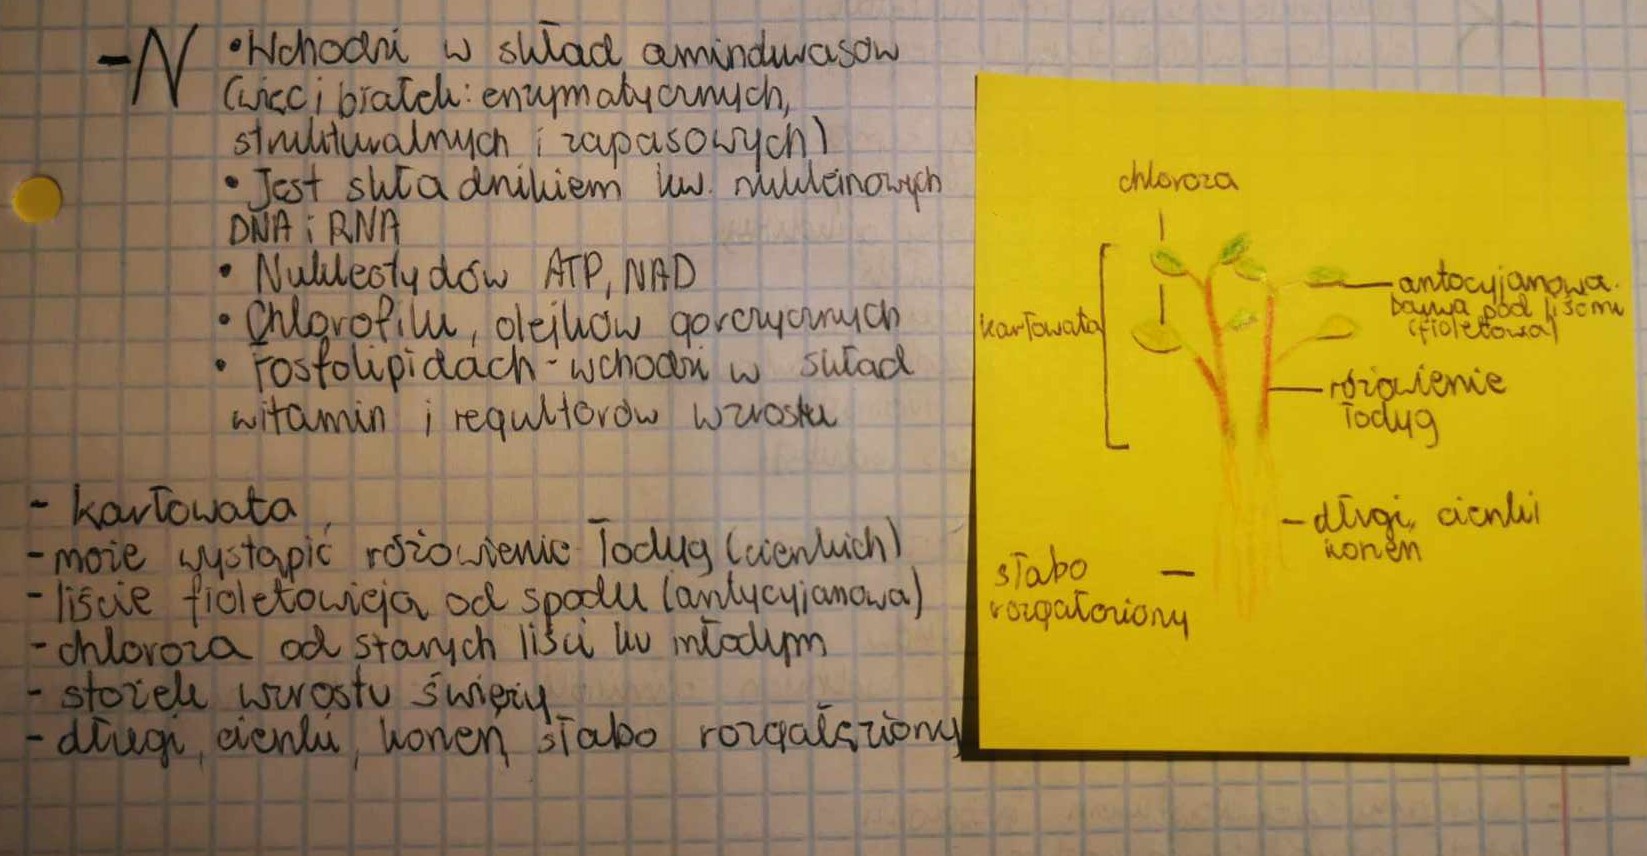 -N
• Wchodzi w skład aminokwasów
(więc i białek: enzymatycznych,
strukturalnych i zapasowych)
• Jest składnikiem kw. nukleinowych
DNA i RNA
• Nukleotydów ATP, NAD
• Chlorofilu, olejków gorczycznych
• Fosfolipidach - wchodzi w skład
witamin i regultorów wzrostu
- karłowata
- może wystąpić różowienie łodyg (cienkich)
- liście fioletowieją od spodu (antycyjanowa)
- chloroza od starych liści ku młodym
- stożek wzrostu świeży
- długi, cienki, korzeń słabo rozgałęziony
chloroza
karłowata
antocyjanowa
barwa pod liśćmi
(fioletowa)
różowienie
łodyg
długi, cienki
korzeń
słabo
rozgałęziony